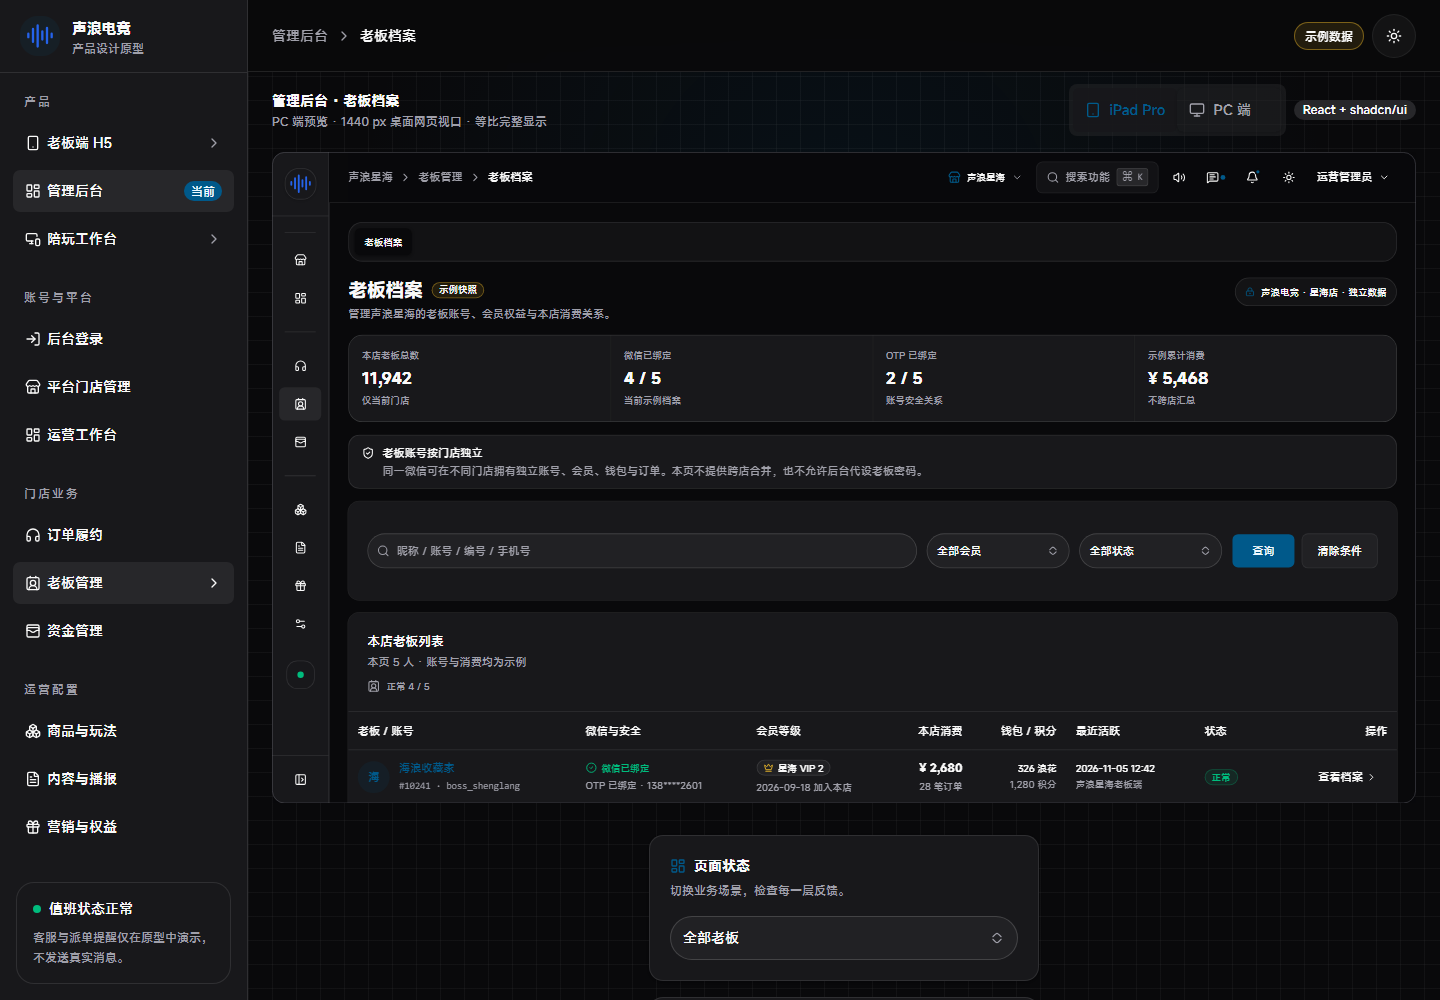 声浪电竞
产品设计原型
产品
老板端 H5
管理后台 当前
陪玩工作台
账号与平台
后台登录
平台门店管理
运营工作台
门店业务
订单履约
老板管理
资金管理
运营配置
商品与玩法
内容与播报
营销与权益
值班状态正常
客服与派单提醒仅在原型中演示，
不发送真实消息。
管理后台 > 老板档案
示例数据
管理后台 · 老板档案
PC 端预览 · 1440 px 桌面网页视口 · 等比完整显示
iPad Pro PC 端 React + shadcn/ui
声浪星海 > 老板管理 > 老板档案
声浪星海 搜索功能 ⌘ K 运营管理员
老板档案
老板档案 示例快照
管理声浪星海的老板账号、会员权益与本店消费关系。
声浪电竞 · 星海店 · 独立数据
本店老板总数 微信已绑定 OTP 已绑定 示例累计消费
11,942 4 / 5 2 / 5 ¥ 5,468
仅当前门店 当前示例档案 账号安全关系 不跨店汇总
老板账号按门店独立
同一微信可在不同门店拥有独立账号、会员、钱包与订单。本页不提供跨店合并，也不允许后台代设老板密码。
昵称 / 账号 / 编号 / 手机号 全部会员 全部状态 查询 清除条件
本店老板列表
本页 5 人 · 账号与消费均为示例
正常 4 / 5
老板 / 账号 微信与安全 会员等级 本店消费 钱包 / 积分 最近活跃 状态 操作
海 海浪收藏家 微信已绑定 星海 VIP 2 ¥ 2,680 326 浪花 2026-11-05 12:42 正常 查看档案
#10241 · boss_shenglang OTP 已绑定 · 138****2601 2026-09-18 加入本店 28 笔订单 1,280 积分 声浪星海老板端
页面状态
切换业务场景，检查每一层反馈。
全部老板